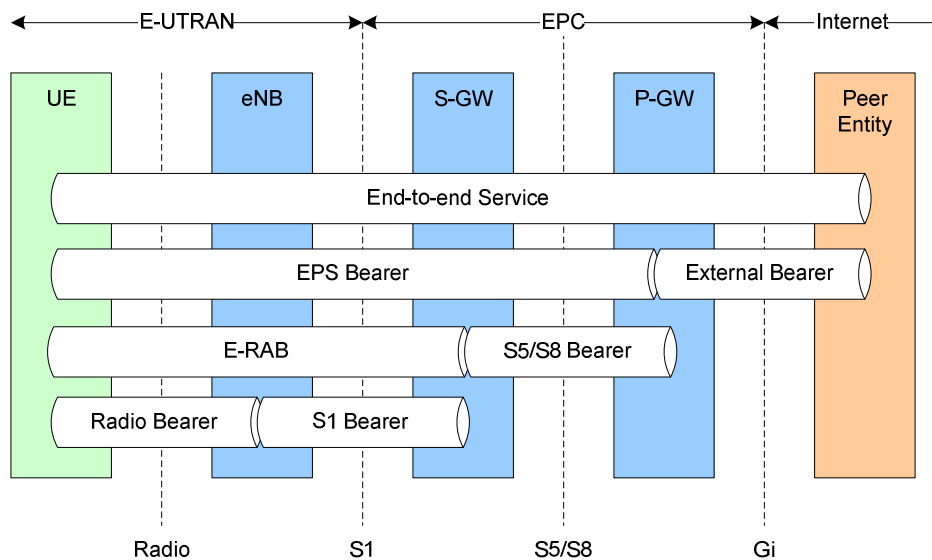 E-UTRAN
EPC
Internet
UE
eNB
S-GW
P-GW
Peer
Entity
End-to-end Service
EPS Bearer
External Bearer
E-RAB
S5/S8 Bearer
Radio Bearer
S1 Bearer
Radio
S1
S5/S8
Gi